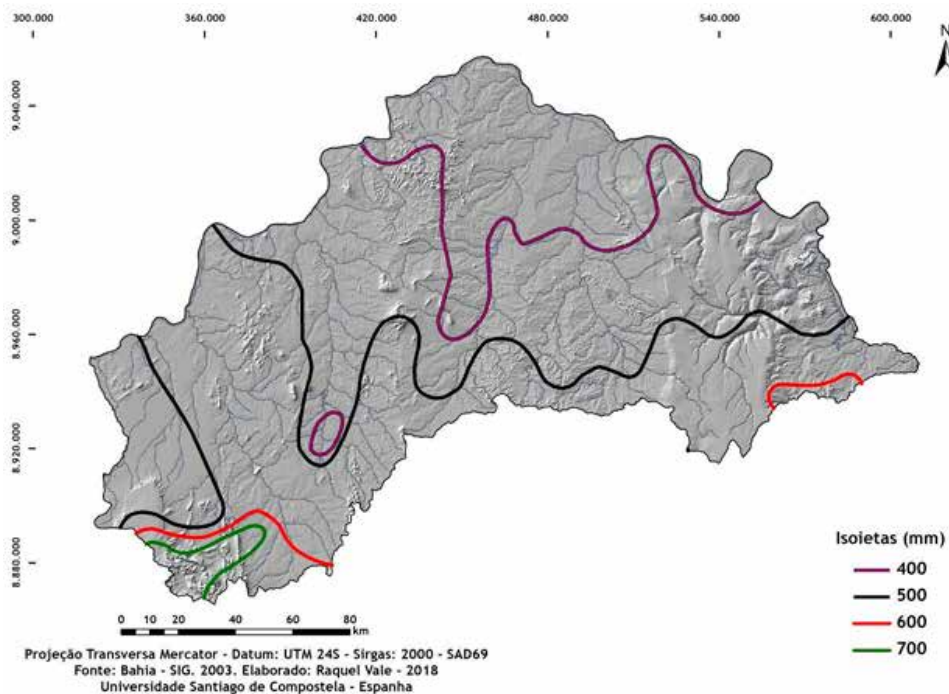 300.000 360.000 420.000 480.000 540.000 600.000
N
9.040.000
9.000.000
8.960.000
8.920.000
8.880.000
Isoietas (mm)
400
500
600
700
0 10 20 40 60 80
km
Projeção Transversa Mercator - Datum: UTM 24S - Sirgas: 2000 - SAD69
Fonte: Bahia - SIG. 2003. Elaborado: Raquel Vale - 2018
Universidade Santiago de Compostela - Espanha